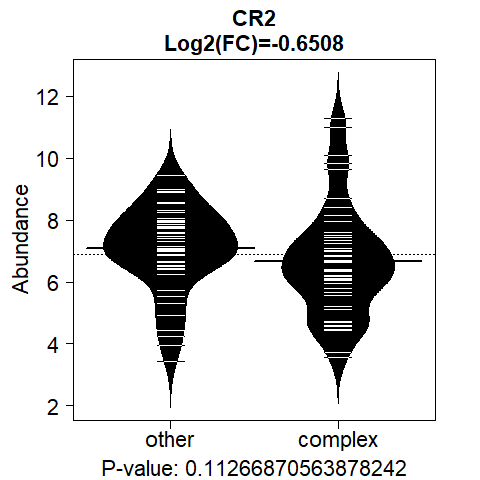 CR2
Log2(FC)=-0.6508
Abundance
12
10
8
6
4
2
other complex
P-value: 0.11266870563878242